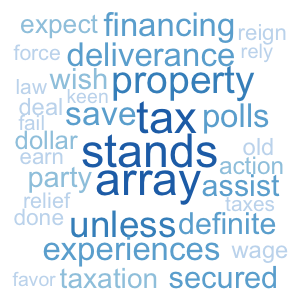 expect financing reign
force deliverance rely
law wish property
keen
deal save tax polls
fail
dollar stands old
earn action
party array assist
relief taxes
done unless definite
experiences wage
favor taxation secured